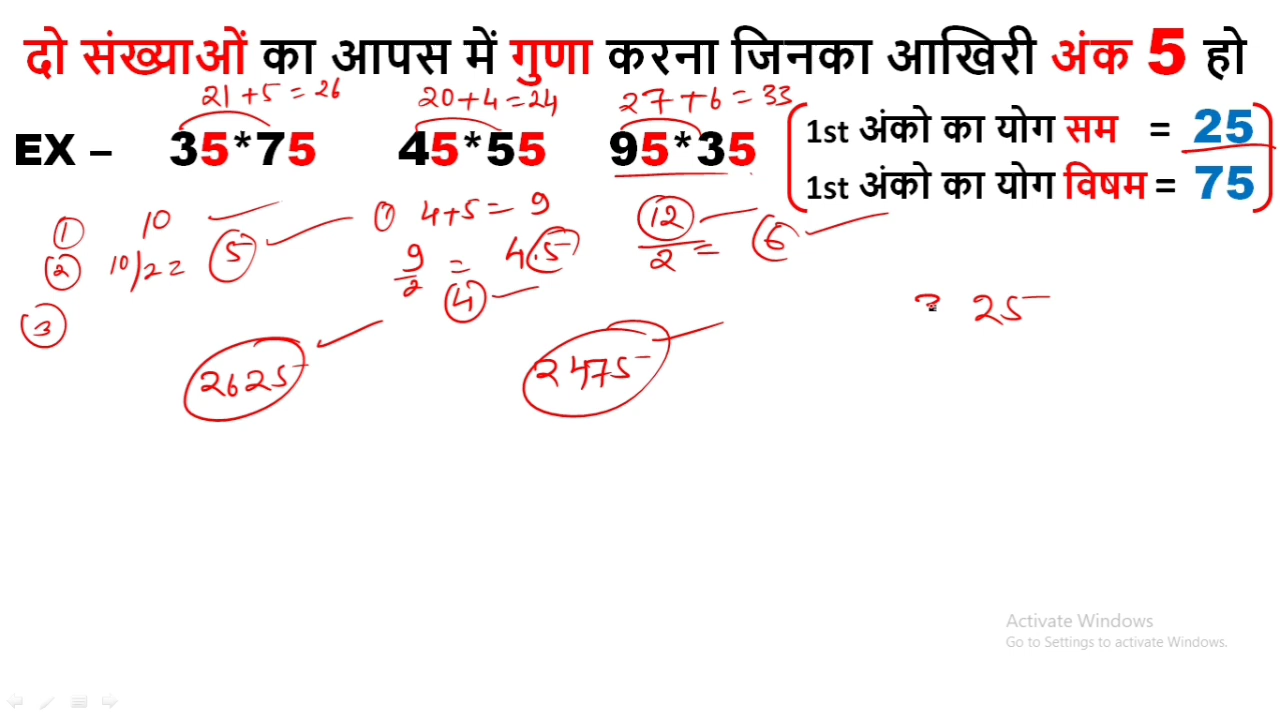 दो संख्याओं का आपस में गुणा करना जिनका आखिरी अंक 5 हो
21+5=26 20+4=24 27+6=33
EX – 35*75 45*55 95*35
1st अंको का योग सम = 25
1st अंको का योग विषम = 75
① 10
② 10/2= 5
③
① 4+5=9
9/2 = 4.5
4
12/2 = 6
2625 2475 25
Activate Windows
Go to Settings to activate Windows.